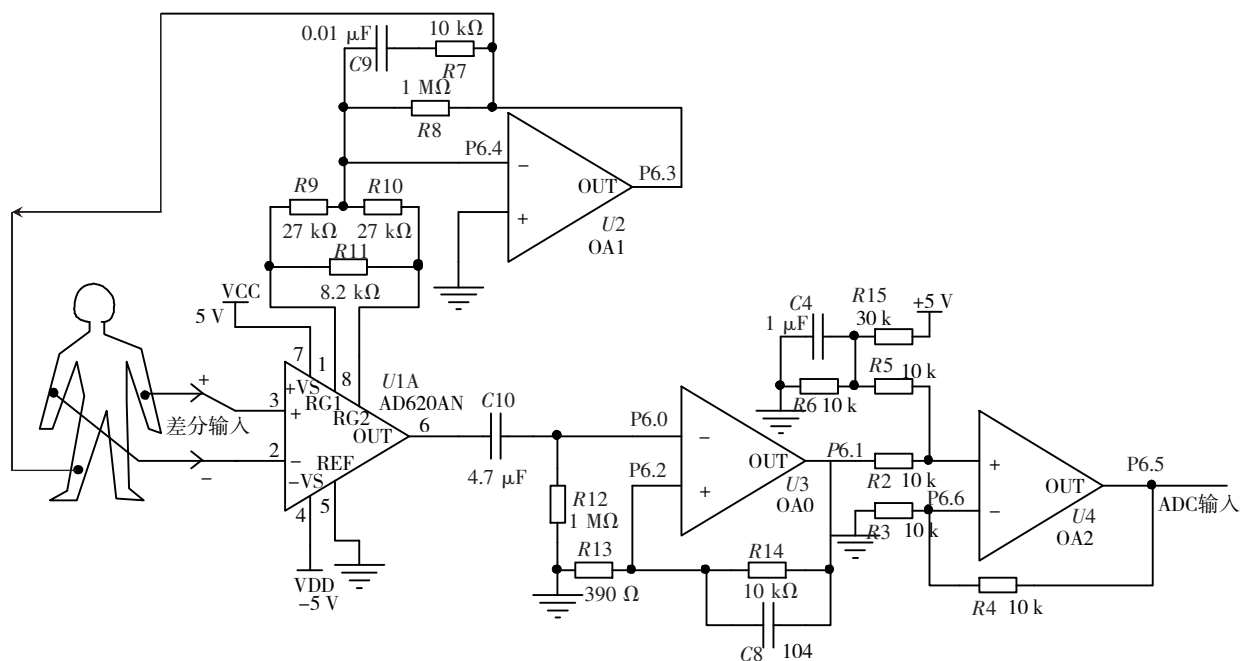 0.01 μF
10 kΩ
C9
R7
1 MΩ
R8
P6.4
−
OUT
P6.3
+
U2
OA1
R9
R10
27 kΩ
27 kΩ
R11
8.2 kΩ
VCC
5 V
7
1
8
U1A
AD620AN
+VS
RG1
RG2
3
+
+
差分输入
OUT
6
2
−
−
REF
−VS
4
5
VDD
−5 V
C10
4.7 μF
R12
1 MΩ
R13
390 Ω
P6.0
−
P6.2
+
OUT
P6.1
U3
OA0
R14
10 kΩ
C8
104
C4
1 μF
R15
30 k
+5 V
R5
10 k
R6
10 k
R2
10 k
P6.6
R3
10 k
+
−
OUT
U4
OA2
P6.5
ADC输入
R4
10 k